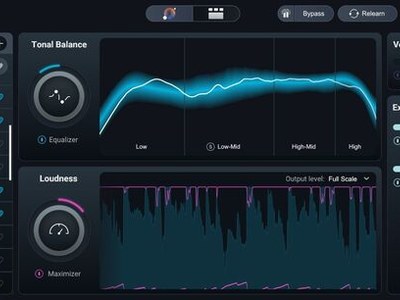 Bypass
Relearn
Tonal Balance
Equalizer
Low
S Low-Mid
High-Mid
High
Loudness
Output level: Full Scale
Maximizer